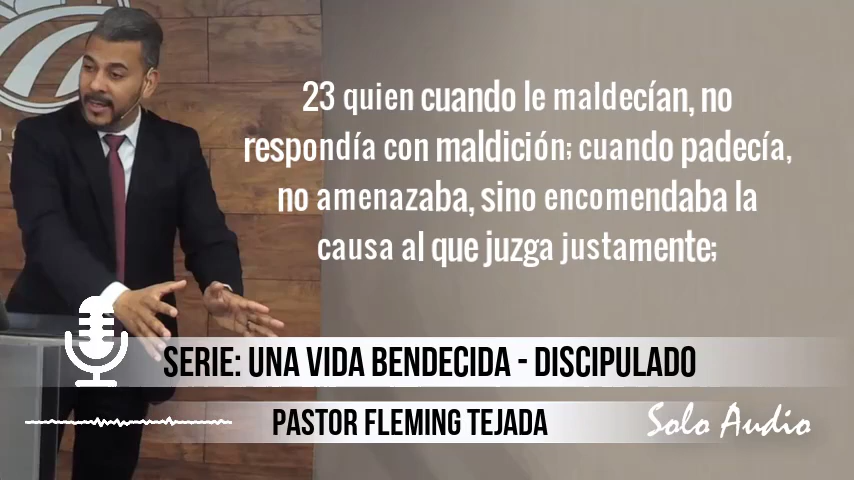 23 quien cuando le maldecían, no
respondía con maldición; cuando padecía,
no amenazaba, sino encomendaba la
causa al que juzga justamente;
SERIE: UNA VIDA BENDECIDA - DISCIPULADO
PASTOR FLEMING TEJADA
Solo Audio